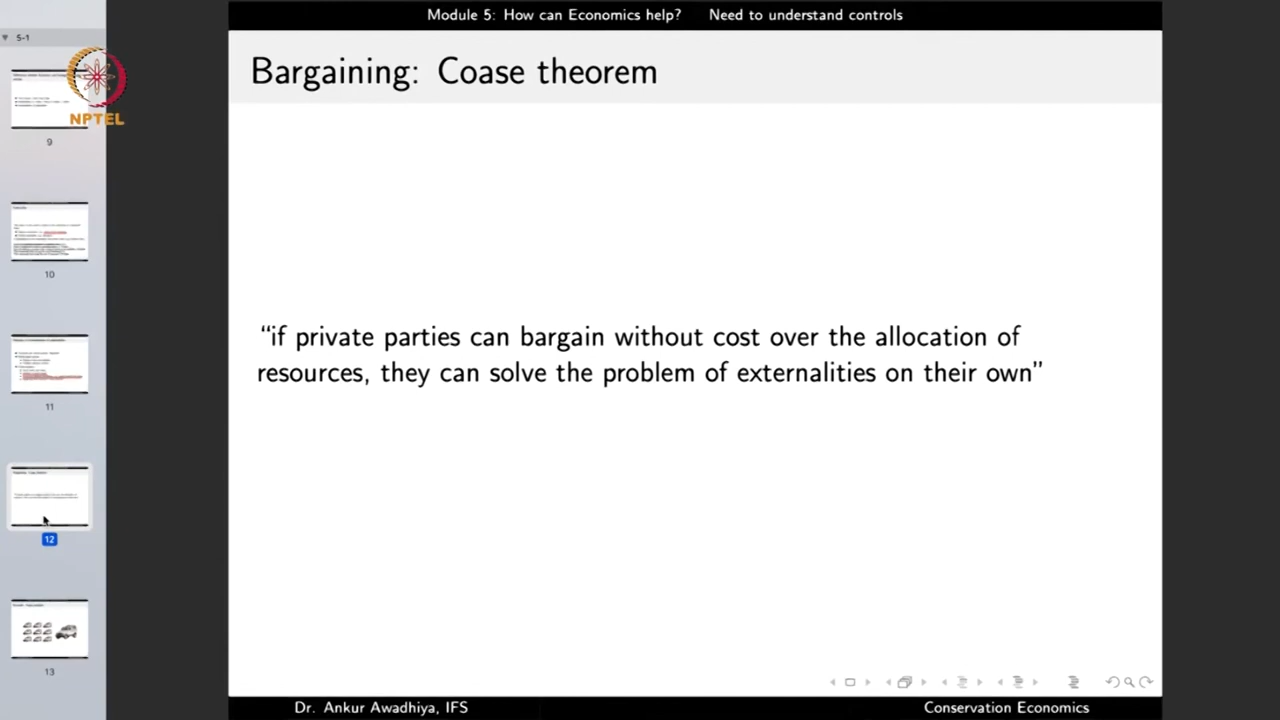 Module 5: How can Economics help? Need to understand controls
5-1
NPTEL
Bargaining: Coase theorem
9
10
11
12
13
“if private parties can bargain without cost over the allocation of
resources, they can solve the problem of externalities on their own”
Dr. Ankur Awadhiya, IFS
Conservation Economics